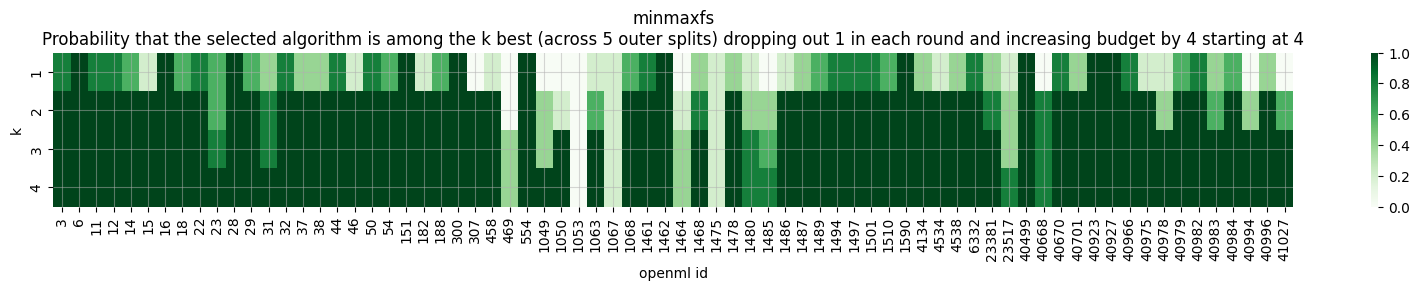 minmaxfs
Probability that the selected algorithm is among the k best (across 5 outer splits) dropping out 1 in each round and increasing budget by 4 starting at 4
k
1
2
3
4
3 6 11 12 14 15 16 18 22 23 28 29 31 32 37 38 44 46 50 54 151 182 188 300 307 458 469 554 1049 1050 1053 1063 1067 1068 1461 1462 1464 1468 1475 1478 1480 1485 1486 1487 1489 1494 1497 1501 1510 1590 4134 4534 4538 6332 23381 23517 40499 40668 40670 40701 40923 40927 40966 40975 40978 40979 40982 40983 40984 40994 40996 41027
openml id
1.0
0.8
0.6
0.4
0.2
0.0